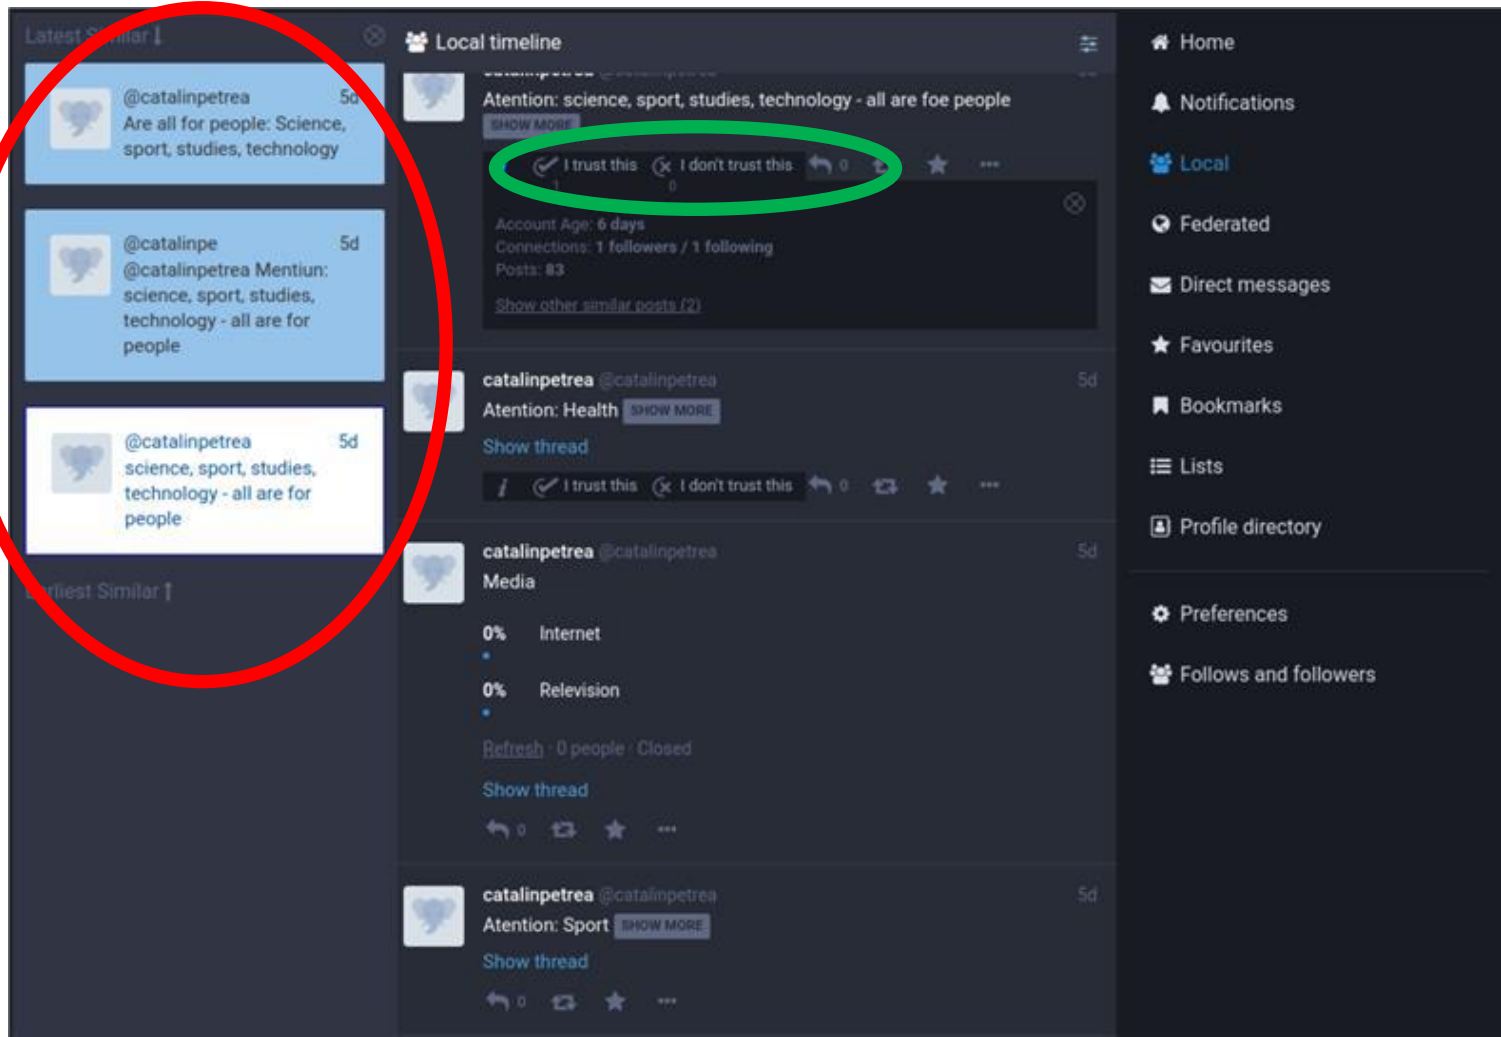 Latest Similar
@catalinpetrea 5d
Are all for people: Science,
sport, studies, technology
@catalinpe 5d
@catalinpetrea Mentiun:
science, sport, studies,
technology - all are for
people
@catalinpetrea 5d
science, sport, studies,
technology - all are for
people
Earliest Similar
Local timeline
catalinpetrea @catalinpetrea
Atention: science, sport, studies, technology - all are foe people
SHOW MORE
I trust this I don't trust this 0
1 0
Account Age: 6 days
Connections: 1 followers / 1 following
Posts: 83
Show other similar posts (2)
catalinpetrea @catalinpetrea 5d
Atention: Health SHOW MORE
Show thread
i I trust this I don't trust this 0
catalinpetrea @catalinpetrea 5d
Media
0% Internet
0% Relevision
Refresh · 0 people · Closed
Show thread
0
catalinpetrea @catalinpetrea 5d
Atention: Sport SHOW MORE
Show thread
0
Home
Notifications
Local
Federated
Direct messages
Favourites
Bookmarks
Lists
Profile directory
Preferences
Follows and followers